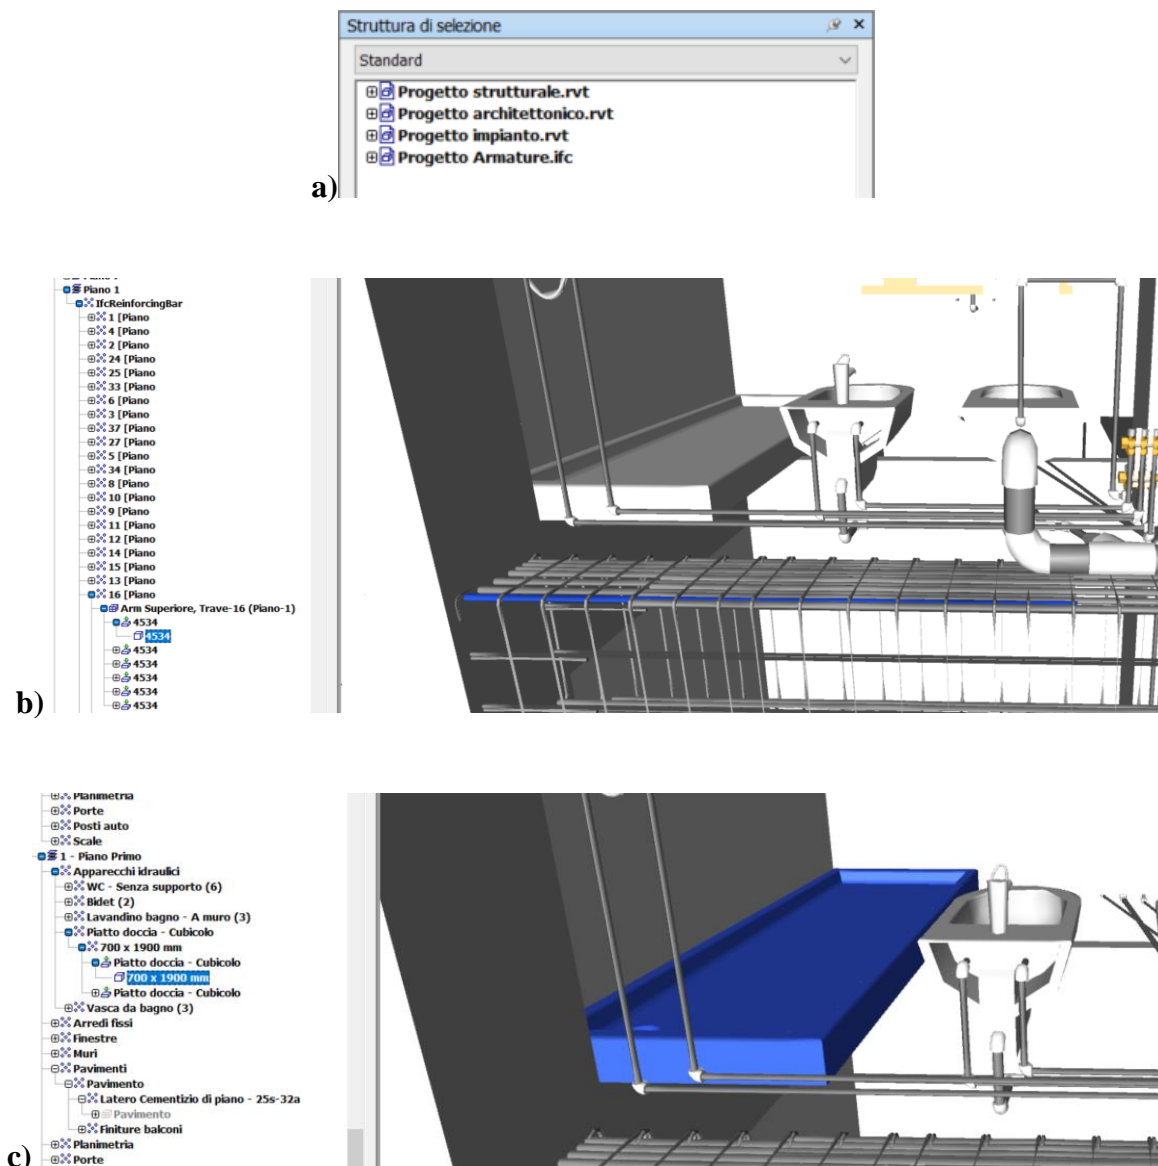 Struttura di selezione
Standard
Progetto strutturale.rvt
Progetto architettonico.rvt
Progetto impianto.rvt
Progetto Armature.ifc
a)
Piano 1
IfcReinforcingBar
1 [Piano
4 [Piano
2 [Piano
24 [Piano
25 [Piano
33 [Piano
6 [Piano
3 [Piano
37 [Piano
27 [Piano
5 [Piano
34 [Piano
8 [Piano
10 [Piano
9 [Piano
11 [Piano
12 [Piano
14 [Piano
15 [Piano
13 [Piano
16 [Piano
Arm Superiore, Trave-16 (Piano-1)
4534
4534
4534
4534
4534
4534
4534
b)
Planimetria
Porte
Posti auto
Scale
1 - Piano Primo
Apparecchi idraulici
WC - Senza supporto (6)
Bidet (2)
Lavandino bagno - A muro (3)
Piatto doccia - Cubicolo
700 x 1900 mm
Piatto doccia - Cubicolo
700 x 1900 mm
Piatto doccia - Cubicolo
Vasca da bagno (3)
Arredi fissi
Finestre
Muri
Pavimenti
Pavimento
Latero Cementizio di piano - 25s-32a
Pavimento
Finiture balconi
Planimetria
Porte
c)